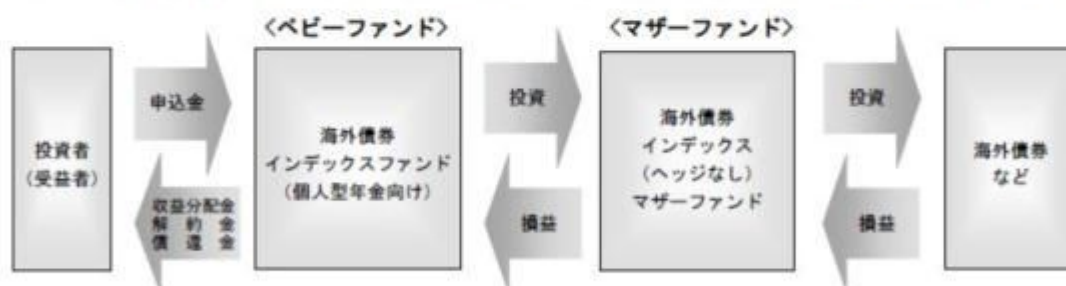 〈ベビーファンド〉
〈マザーファンド〉
投資者
(受益者)
申込金
収益分配金
解約金
償還金
海外債券
インデックスファンド
(個人型年金向け)
投資
損益
海外債券
インデックス
(ヘッジなし)
マザーファンド
投資
損益
海外債券
など